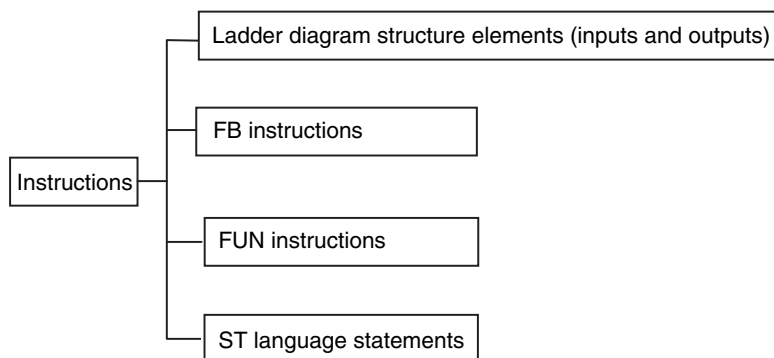 Ladder diagram structure elements (inputs and outputs)
FB instructions
Instructions
FUN instructions
ST language statements